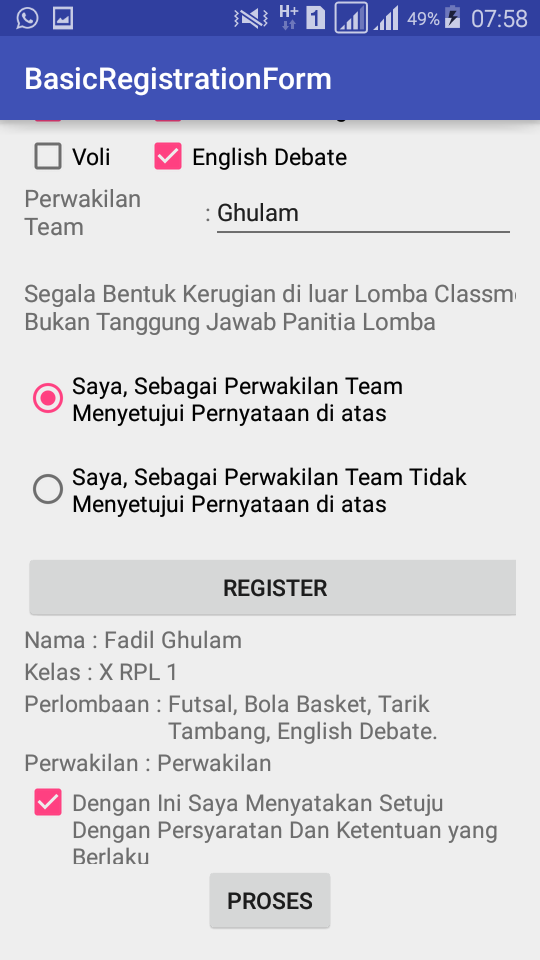 H+
1
49%
07:58
BasicRegistrationForm
Voli
English Debate
Perwakilan
Team
: Ghulam
Segala Bentuk Kerugian di luar Lomba Classm
Bukan Tanggung Jawab Panitia Lomba
Saya, Sebagai Perwakilan Team
Menyetujui Pernyataan di atas
Saya, Sebagai Perwakilan Team Tidak
Menyetujui Pernyataan di atas
REGISTER
Nama : Fadil Ghulam
Kelas : X RPL 1
Perlombaan : Futsal, Bola Basket, Tarik
Tambang, English Debate.
Perwakilan : Perwakilan
Dengan Ini Saya Menyatakan Setuju
Dengan Persyaratan Dan Ketentuan yang
Berlaku
PROSES